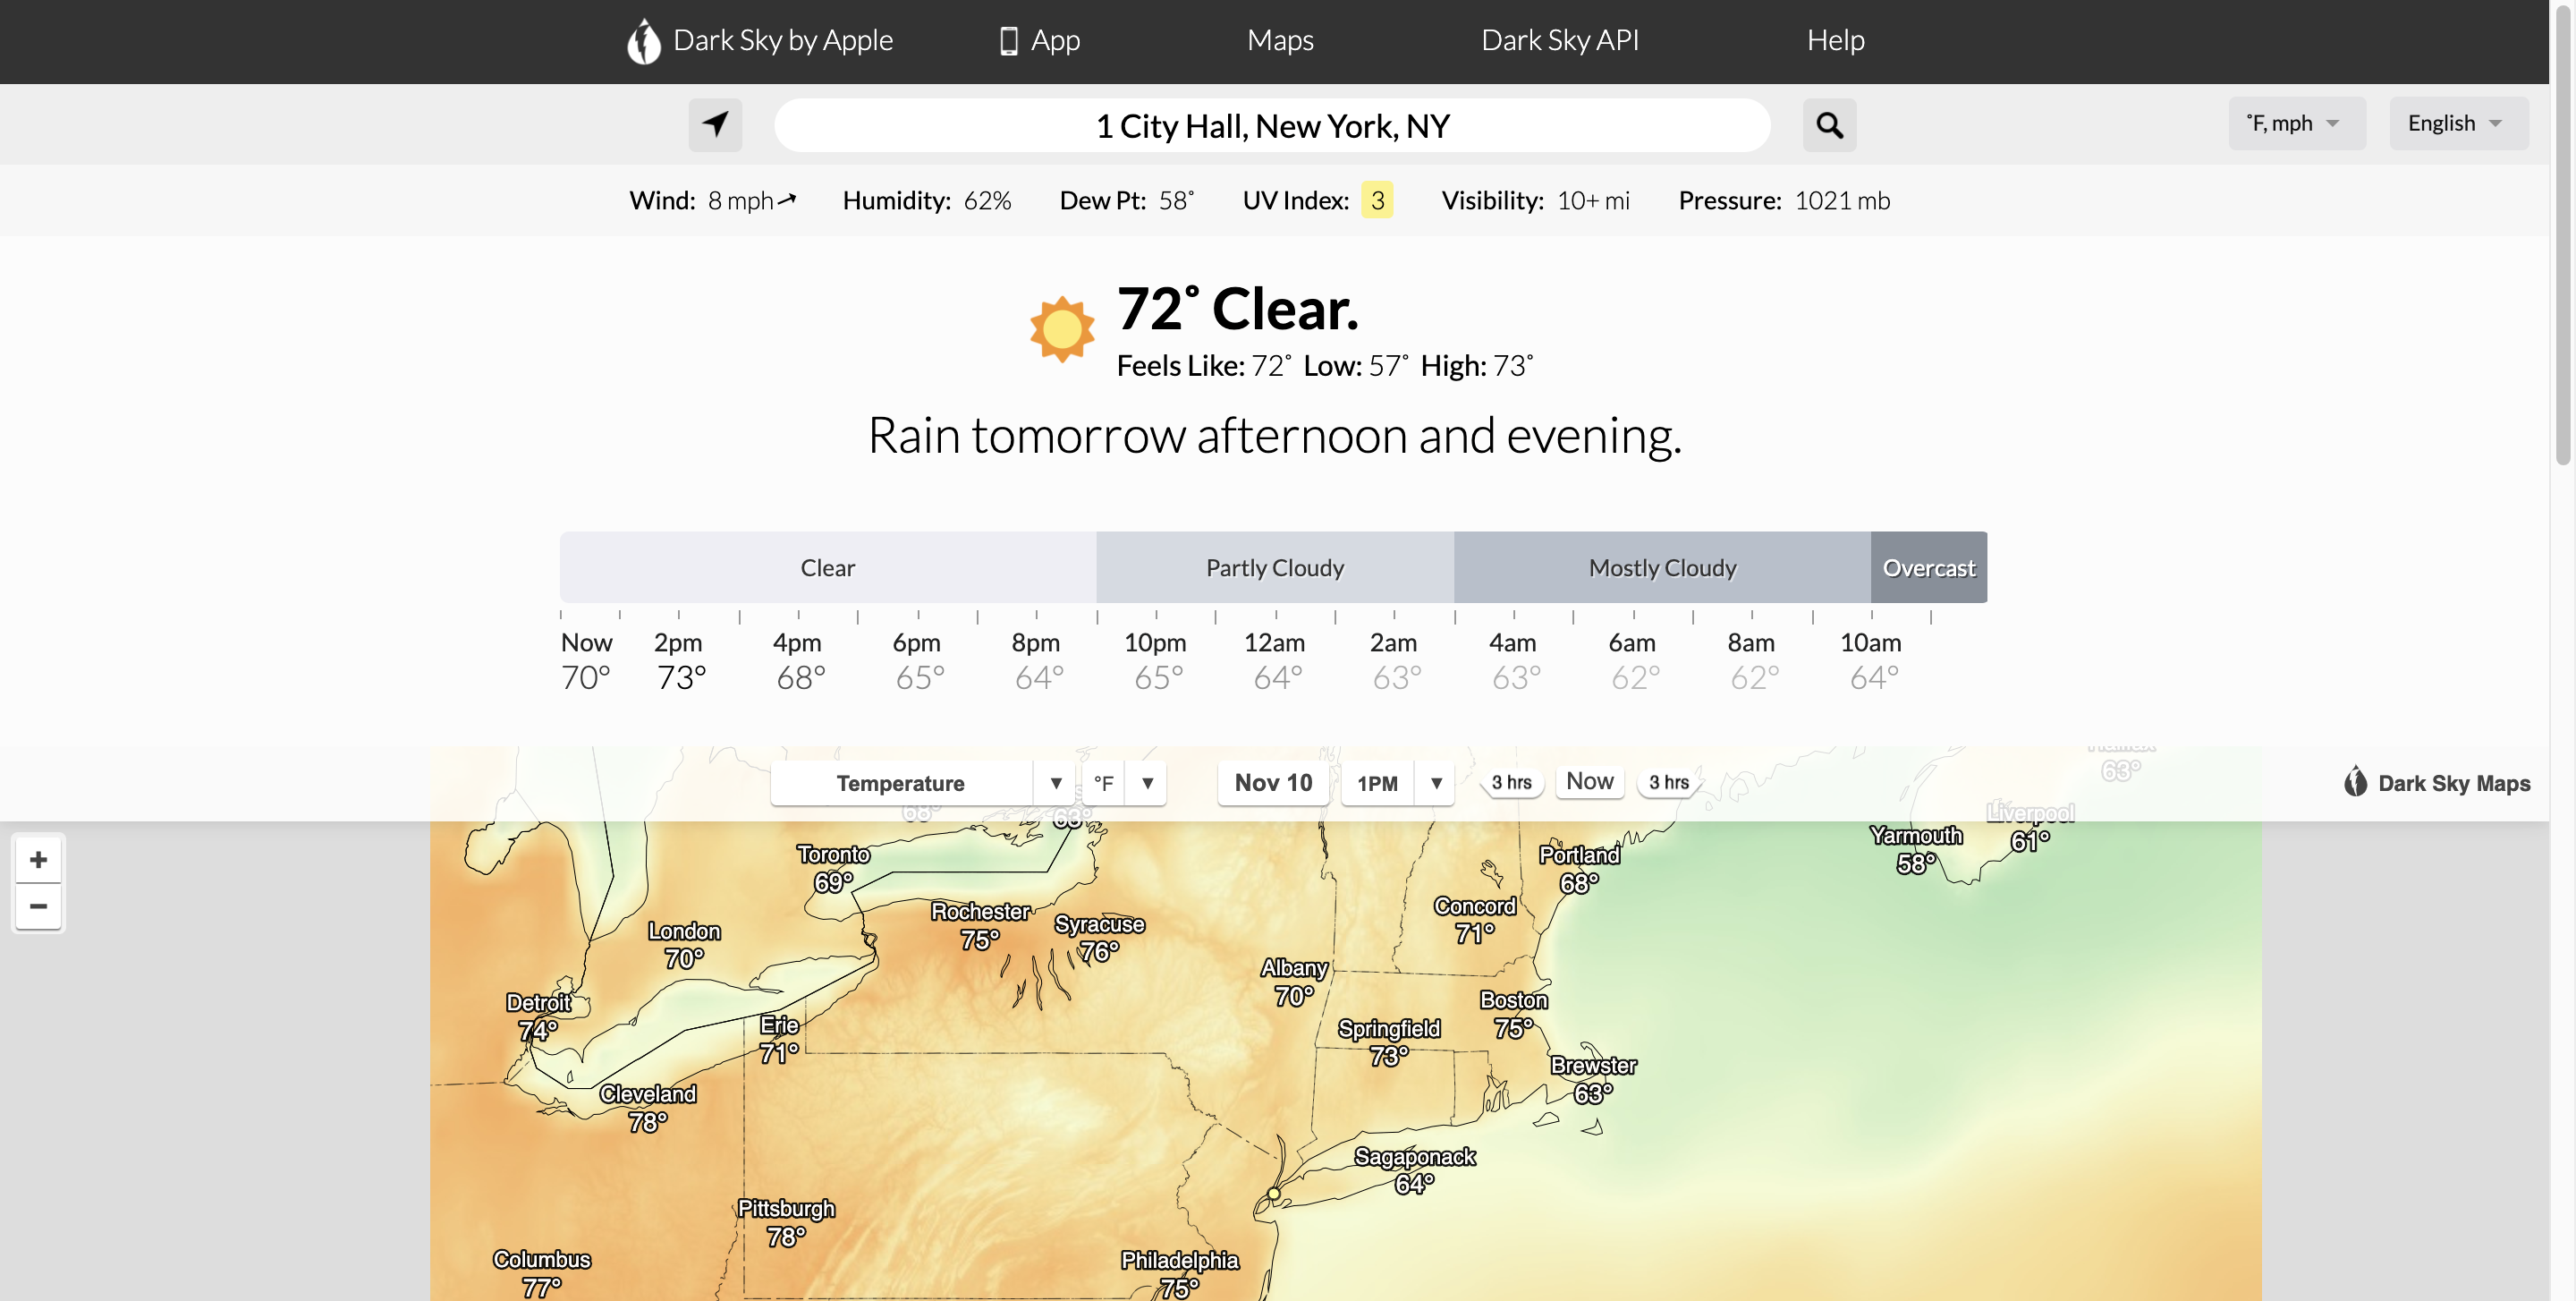 Dark Sky by Apple App Maps Dark Sky API Help
1 City Hall, New York, NY
˚F, mph English
Wind: 8 mph Humidity: 62% Dew Pt: 58˚ UV Index: 3 Visibility: 10+ mi Pressure: 1021 mb
72˚ Clear.
Feels Like: 72˚ Low: 57˚ High: 73˚
Rain tomorrow afternoon and evening.
Clear Partly Cloudy Mostly Cloudy Overcast
Now 2pm 4pm 6pm 8pm 10pm 12am 2am 4am 6am 8am 10am
70° 73° 68° 65° 64° 65° 64° 63° 63° 62° 62° 64°
63°
Temperature ▼ °F ▼ Nov 10 1PM ▼ 3 hrs Now 3 hrs Dark Sky Maps
68° 63° Liverpool
61°
Yarmouth
58°
+
−
Toronto
69°
Portland
68°
Rochester
75°
Syracuse
76°
Concord
71°
London
70°
Albany
70°
Detroit
74°
Boston
75°
Erie
71°
Springfield
73°
Brewster
63°
Cleveland
78°
Sagaponack
64°
Pittsburgh
78°
Columbus
77°
Philadelphia
75°